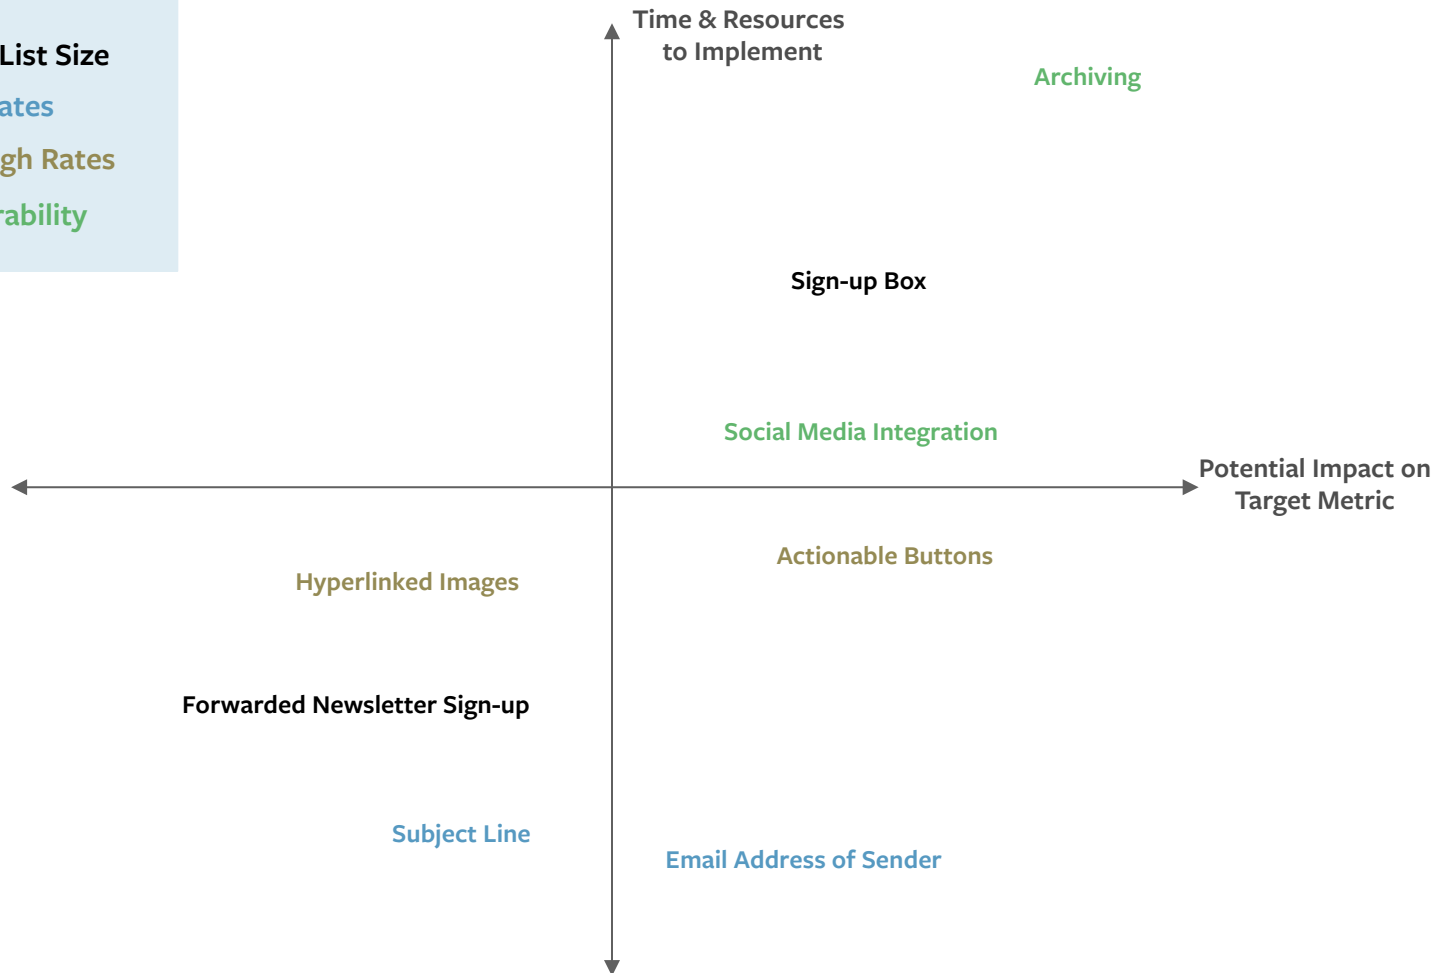 Time & Resources
to Implement
List Size
Archiving
ates
gh Rates
rability
Sign-up Box
Social Media Integration
Potential Impact on
Target Metric
Actionable Buttons
Hyperlinked Images
Forwarded Newsletter Sign-up
Subject Line
Email Address of Sender